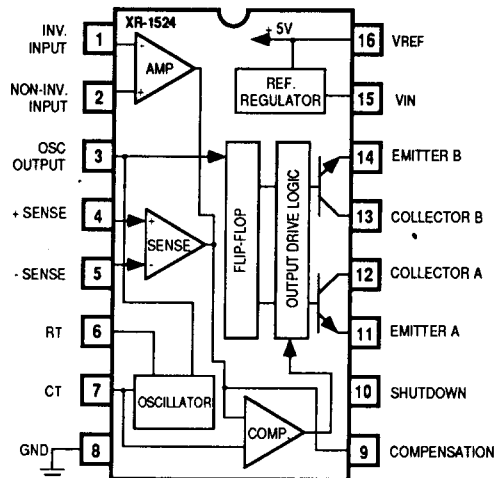 XR-1524
INV.
INPUT
1
-
AMP
+ 5V
16
VREF
NON-INV.
INPUT
2
+
REF.
REGULATOR
15
VIN
OSC
OUTPUT
3
14
EMITTER B
+ SENSE
4
+
SENSE
-
FLIP-FLOP
OUTPUT DRIVE LOGIC
13
COLLECTOR B
- SENSE
5
12
COLLECTOR A
RT
6
11
EMITTER A
CT
7
OSCILLATOR
10
SHUTDOWN
GND
8
COMP.
9
COMPENSATION